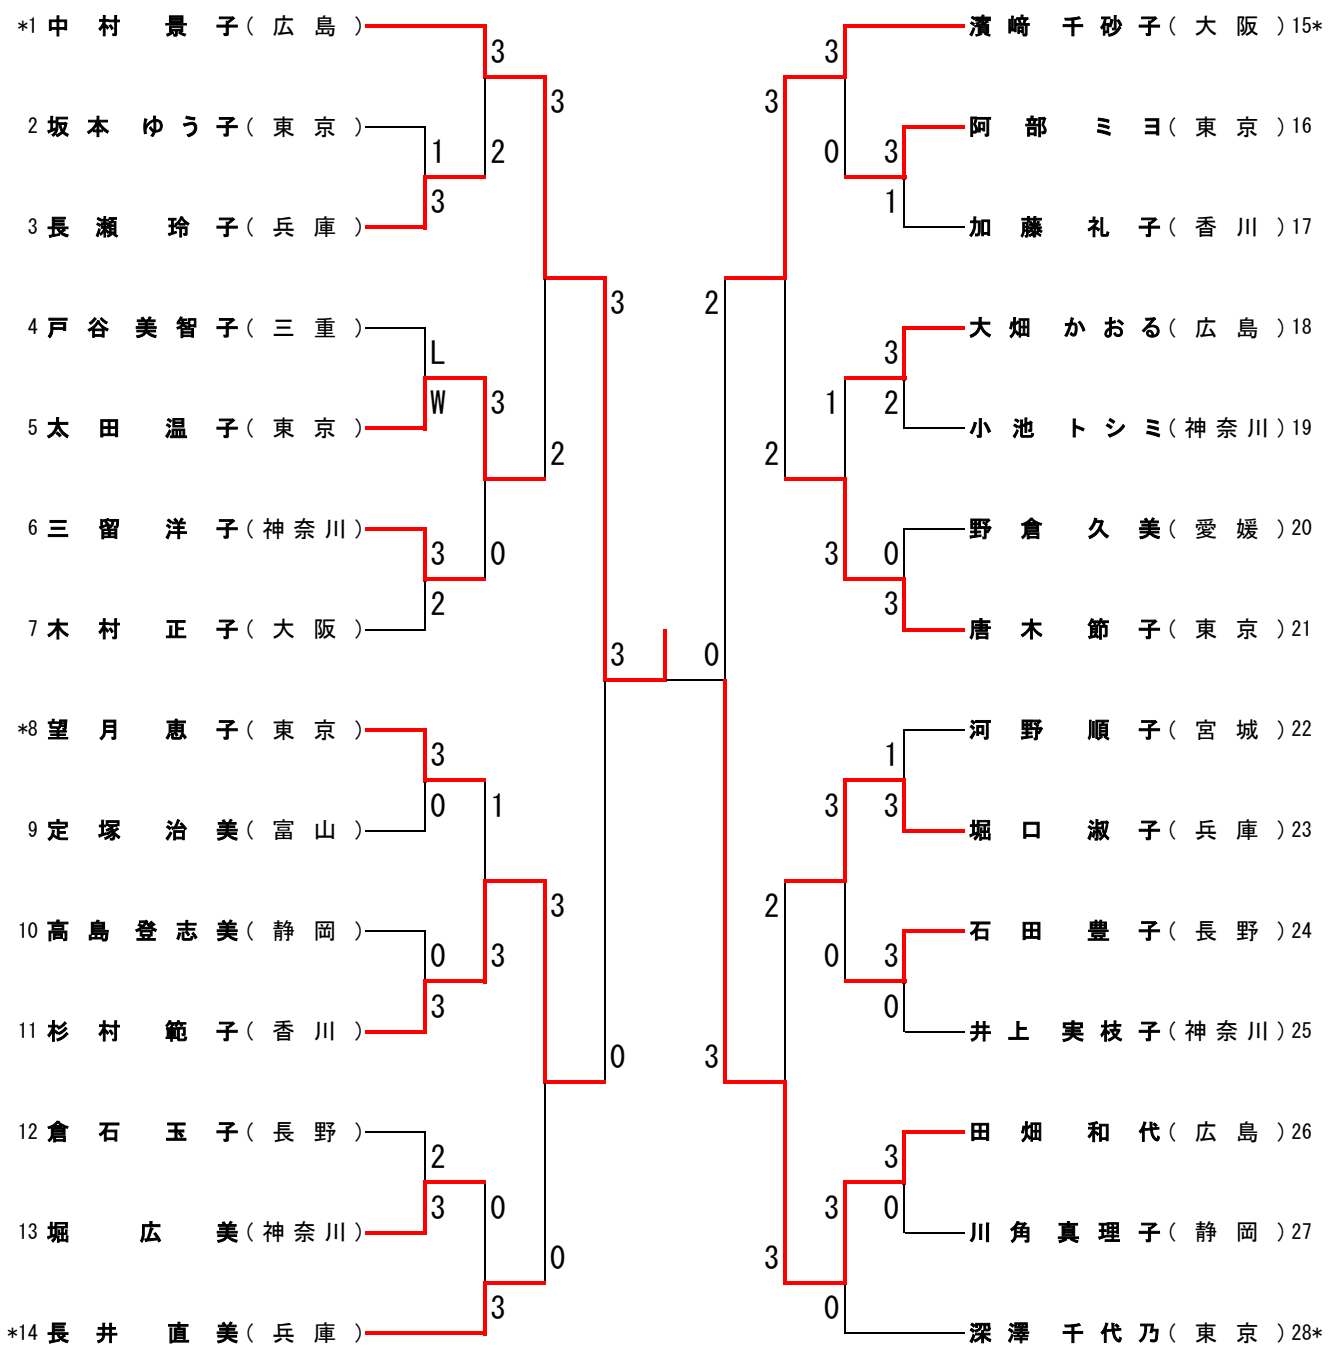 *1 中村景子(広島) 濱﨑千砂子(大阪)15*
3 3
3 3
2 坂本ゆう子(東京) 阿部ミヨ(東京)16
1 2 0 3
3 1
3 長瀬玲子(兵庫) 加藤礼子(香川)17
3 2
4 戸谷美智子(三重) 大畑かおる(広島)18
L 3
W 3 1 2
5 太田温子(東京) 小池トシミ(神奈川)19
2 2
6 三留洋子(神奈川) 野倉久美(愛媛)20
3 0 3 0
2 3
7 木村正子(大阪) 唐木節子(東京)21
3 0
*8 望月恵子(東京) 河野順子(宮城)22
3 1
0 1 3 3
9 定塚治美(富山) 堀口淑子(兵庫)23
3 2
10 高島登志美(静岡) 石田豊子(長野)24
0 3 0 3
3 0
11 杉村範子(香川) 井上実枝子(神奈川)25
0 3
12 倉石玉子(長野) 田畑和代(広島)26
2 3
3 0 3 0
13 堀広美(神奈川) 川角真理子(静岡)27
0 3
3 0
*14 長井直美(兵庫) 深澤千代乃(東京)28*